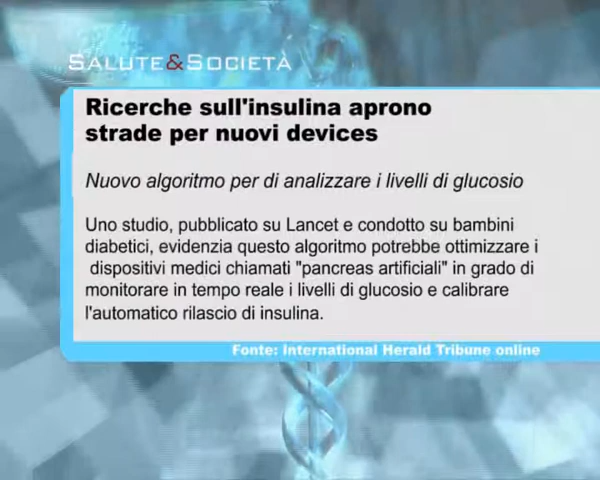 SALUTE&SOCIETÀ
Ricerche sull'insulina aprono
strade per nuovi devices
Nuovo algoritmo per di analizzare i livelli di glucosio
Uno studio, pubblicato su Lancet e condotto su bambini
diabetici, evidenzia questo algoritmo potrebbe ottimizzare i
dispositivi medici chiamati "pancreas artificiali" in grado di
monitorare in tempo reale i livelli di glucosio e calibrare
l'automatico rilascio di insulina.
Fonte: International Herald Tribune online